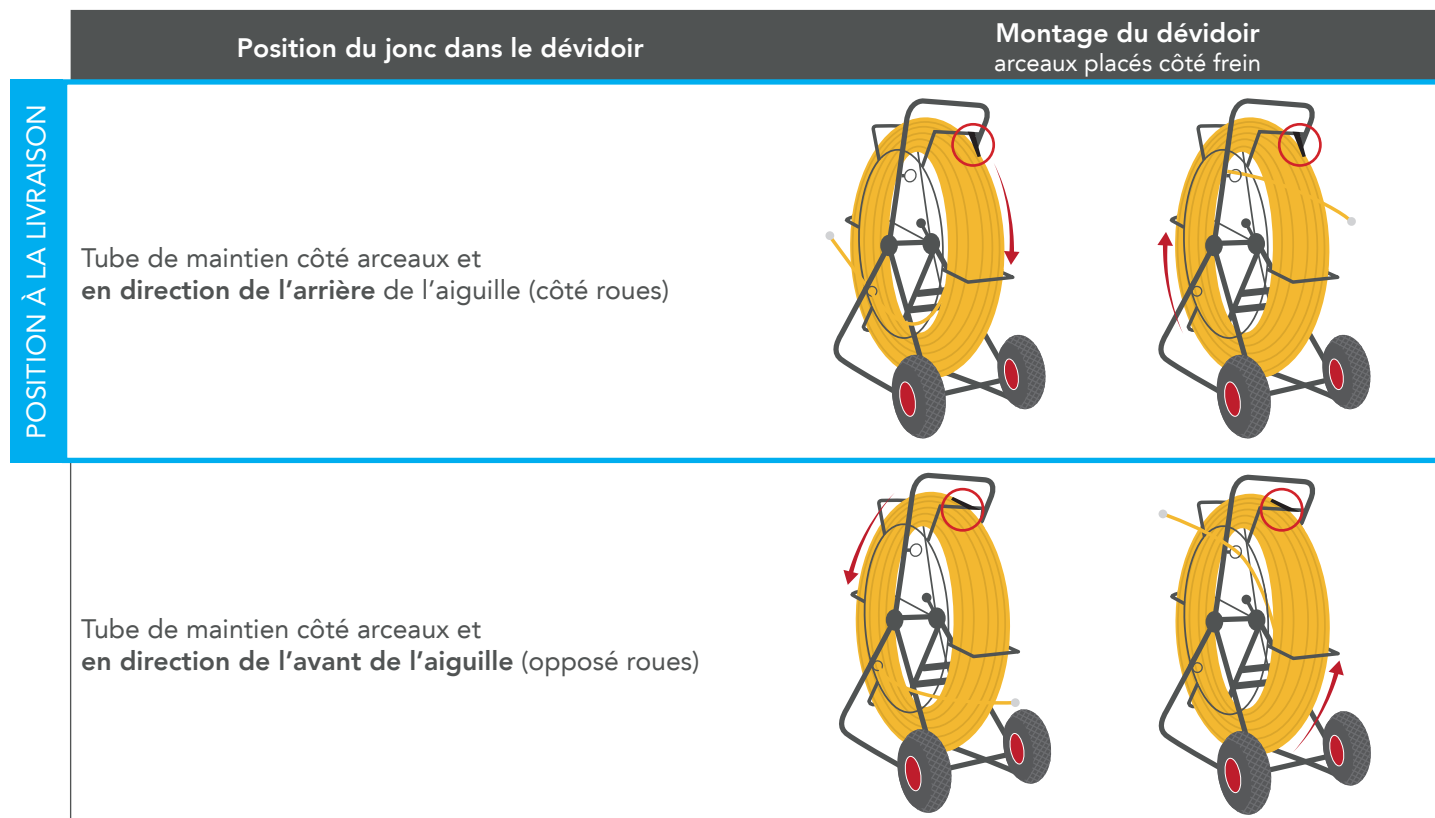 Position du jonc dans le dévidoir
Montage du dévidoir
arceaux placés côté frein
POSITION À LA LIVRAISON
Tube de maintien côté arceaux et
en direction de l’arrière de l’aiguille (côté roues)
Tube de maintien côté arceaux et
en direction de l’avant de l’aiguille (opposé roues)